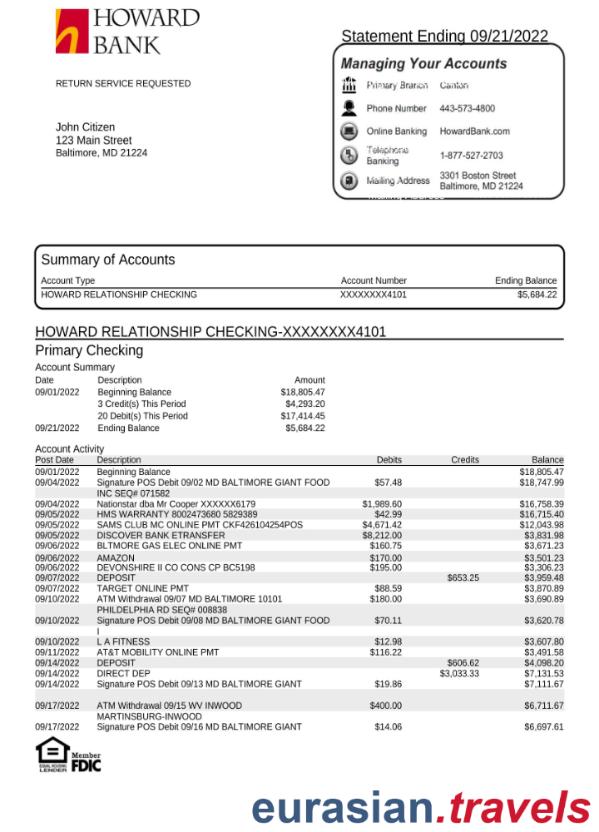 HOWARD
BANK
Statement Ending 09/21/2022
RETURN SERVICE REQUESTED
John Citizen
123 Main Street
Baltimore, MD 21224
Managing Your Accounts
Primary Branch Canton
Phone Number 443-573-4800
Online Banking HowardBank.com
Telephone
Banking 1-877-527-2703
Mailing Address 3301 Boston Street
Baltimore, MD 21224
Summary of Accounts
Account Type Account Number Ending Balance
HOWARD RELATIONSHIP CHECKING XXXXXXXX4101 $5,684.22
HOWARD RELATIONSHIP CHECKING-XXXXXXXX4101
Primary Checking
Account Summary
Date Description Amount
09/01/2022 Beginning Balance $18,805.47
3 Credit(s) This Period $4,293.20
20 Debit(s) This Period $17,414.45
09/21/2022 Ending Balance $5,684.22
Account Activity
Post Date Description Debits Credits Balance
09/01/2022 Beginning Balance $18,805.47
09/04/2022 Signature POS Debit 09/02 MD BALTIMORE GIANT FOOD $57.48 $18,747.99
INC SEQ# 071582
09/04/2022 Nationstar dba Mr Cooper XXXXXX6179 $1,989.60 $16,758.39
09/05/2022 HMS WARRANTY 8002473680 5829389 $42.99 $16,715.40
09/05/2022 SAMS CLUB MC ONLINE PMT CKF426104254POS $4,671.42 $12,043.98
09/05/2022 DISCOVER BANK ETRANSFER $8,212.00 $3,831.98
09/06/2022 BLTMORE GAS ELEC ONLINE PMT $160.75 $3,671.23
09/06/2022 AMAZON $170.00 $3,501.23
09/06/2022 DEVONSHIRE II CO CONS CP BC5198 $195.00 $3,306.23
09/07/2022 DEPOSIT $653.25 $3,959.48
09/07/2022 TARGET ONLINE PMT $88.59 $3,870.89
09/10/2022 ATM Withdrawal 09/07 MD BALTIMORE 10101 $180.00 $3,690.89
PHILDELPHIA RD SEQ# 008838
09/10/2022 Signature POS Debit 09/08 MD BALTIMORE GIANT FOOD $70.11 $3,620.78
I
09/10/2022 L A FITNESS $12.98 $3,607.80
09/11/2022 AT&T MOBILITY ONLINE PMT $116.22 $3,491.58
09/14/2022 DEPOSIT $606.62 $4,098.20
09/14/2022 DIRECT DEP $3,033.33 $7,131.53
09/14/2022 Signature POS Debit 09/13 MD BALTIMORE GIANT $19.86 $7,111.67
09/17/2022 ATM Withdrawal 09/15 WV INWOOD $400.00 $6,711.67
MARTINSBURG-INWOOD
09/17/2022 Signature POS Debit 09/16 MD BALTIMORE GIANT $14.06 $6,697.61
EQUAL HOUSING
LENDER
Member
FDIC
eurasian.travels